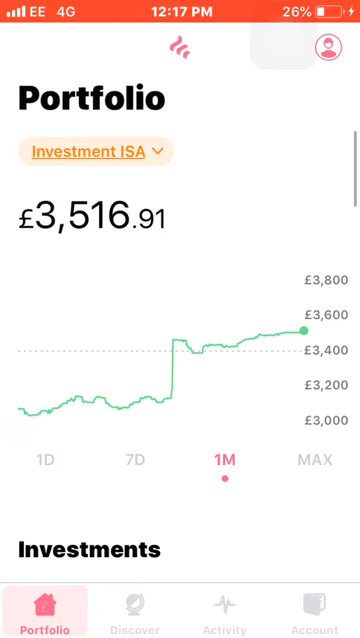 EE 4G 12:17 PM 26%
Portfolio
Investment ISA
£3,516.91
£3,800
£3,600
£3,400
£3,200
£3,000
1D 7D 1M MAX
Investments
Portfolio Discover Activity Account